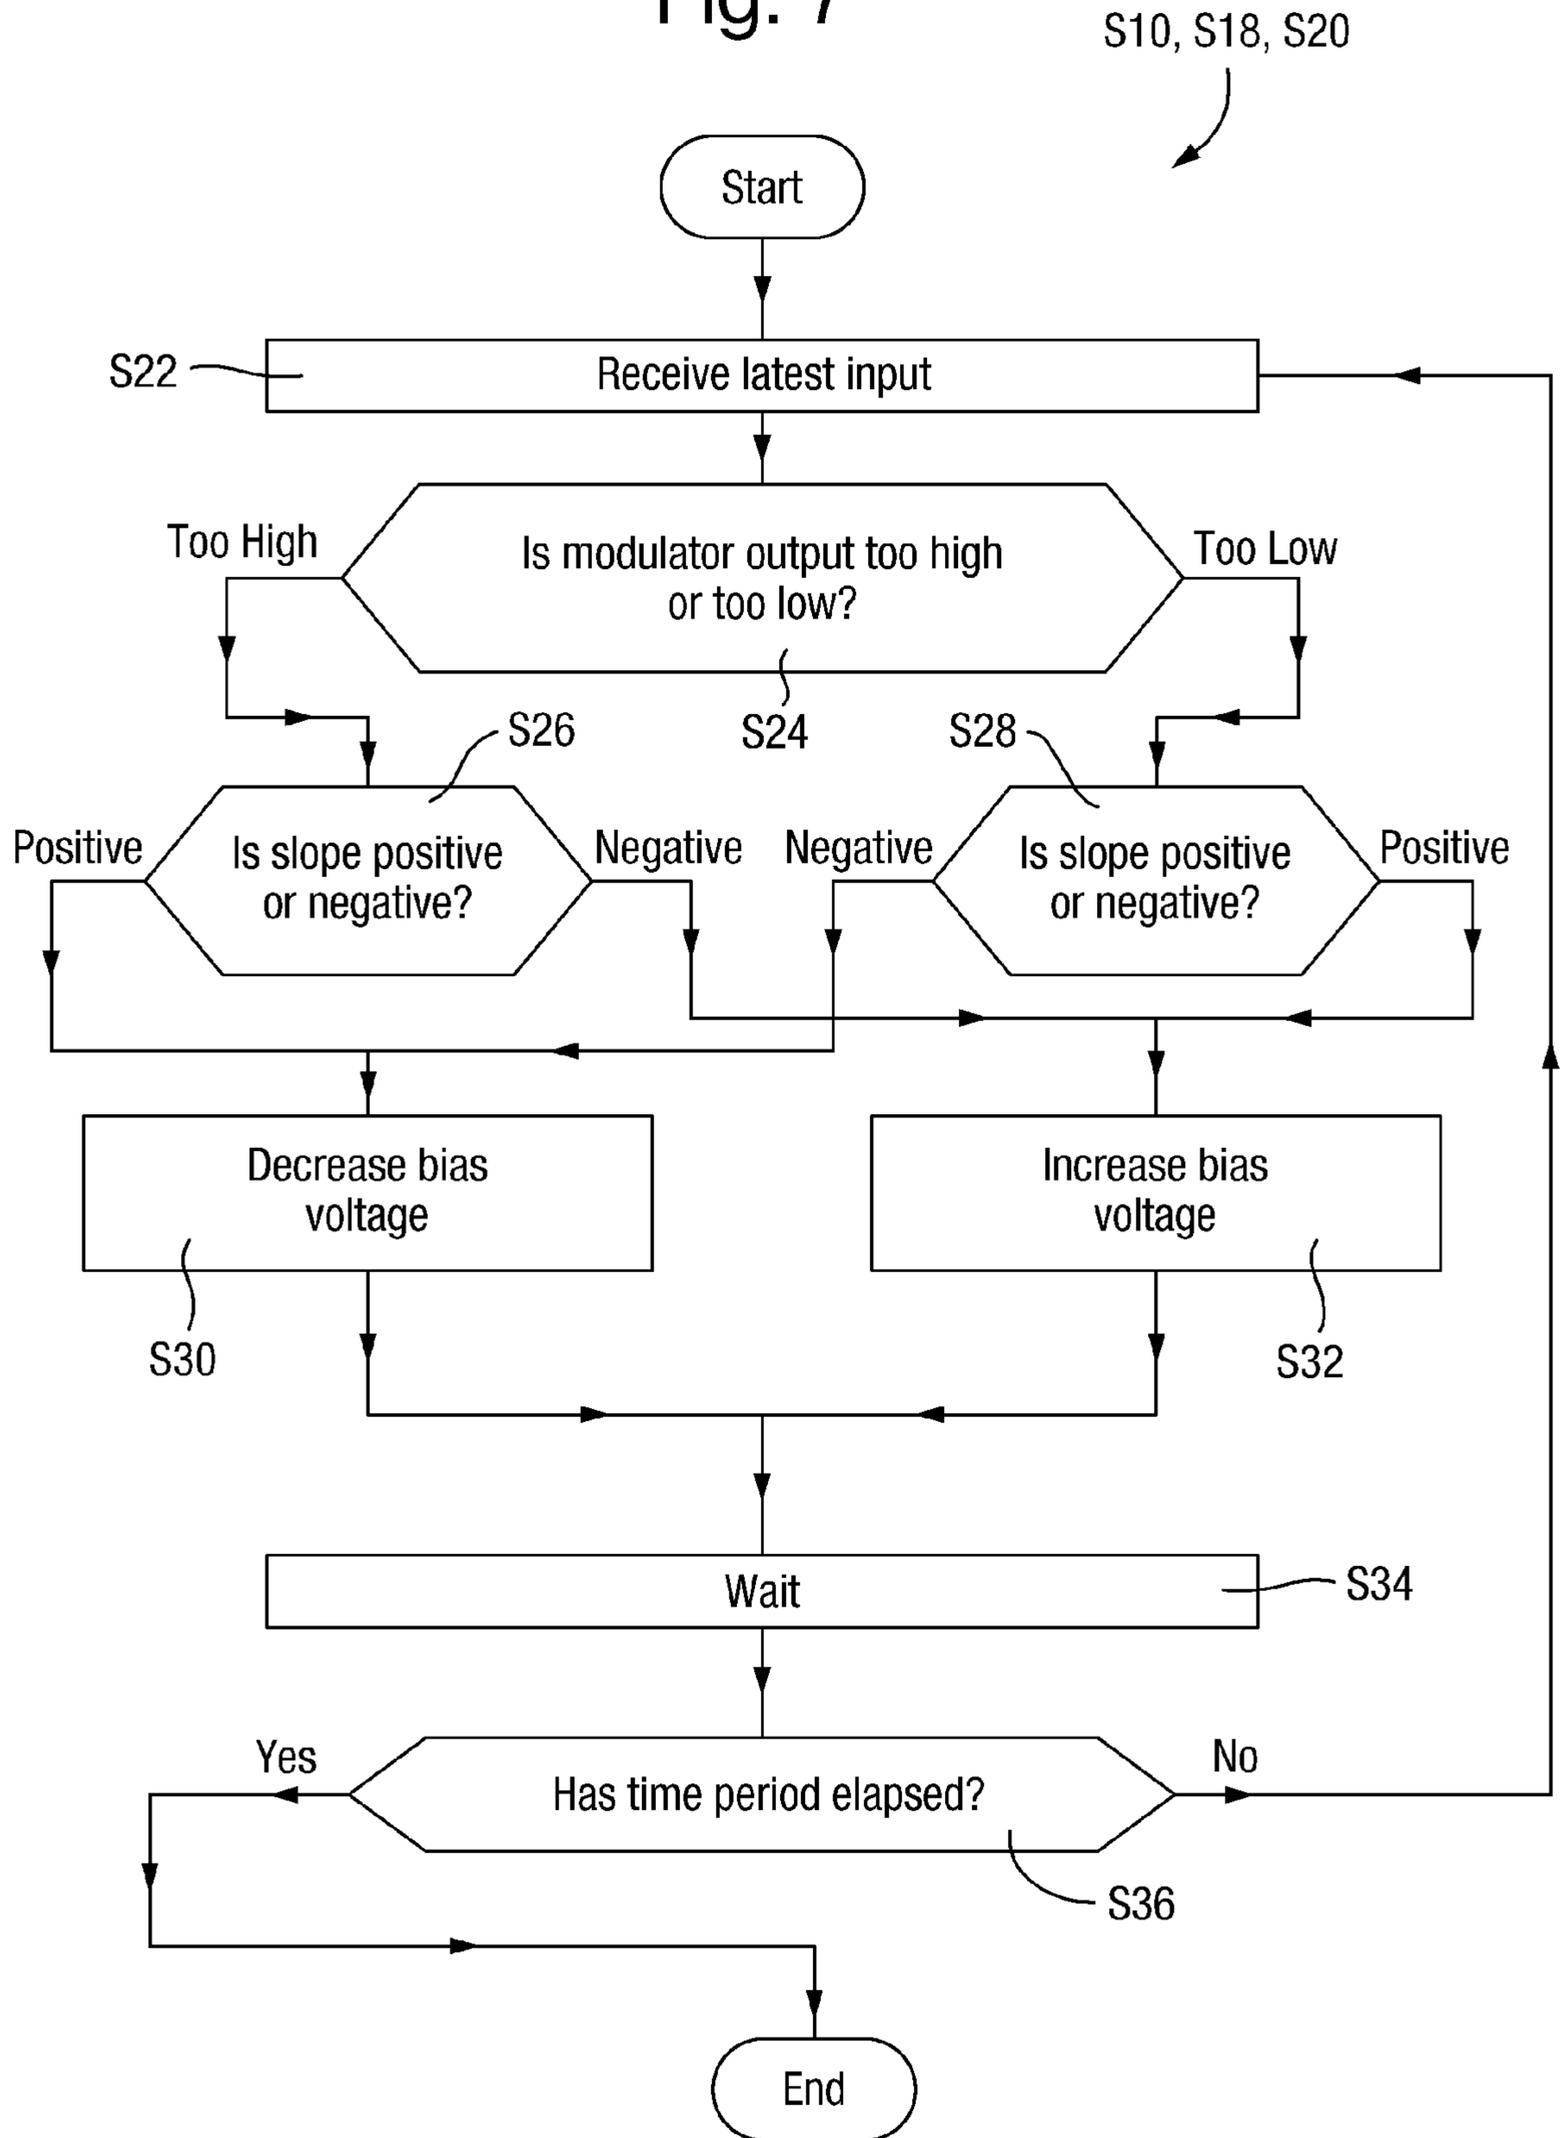 Fig. 7
S10, S18, S20
Start
S22
Receive latest input
Too High
Is modulator output too high
or too low?
Too Low
S24
S26
S28
Positive
Is slope positive
or negative?
Negative
Negative
Is slope positive
or negative?
Positive
Decrease bias
voltage
Increase bias
voltage
S30
S32
Wait
S34
Yes
Has time period elapsed?
No
S36
End